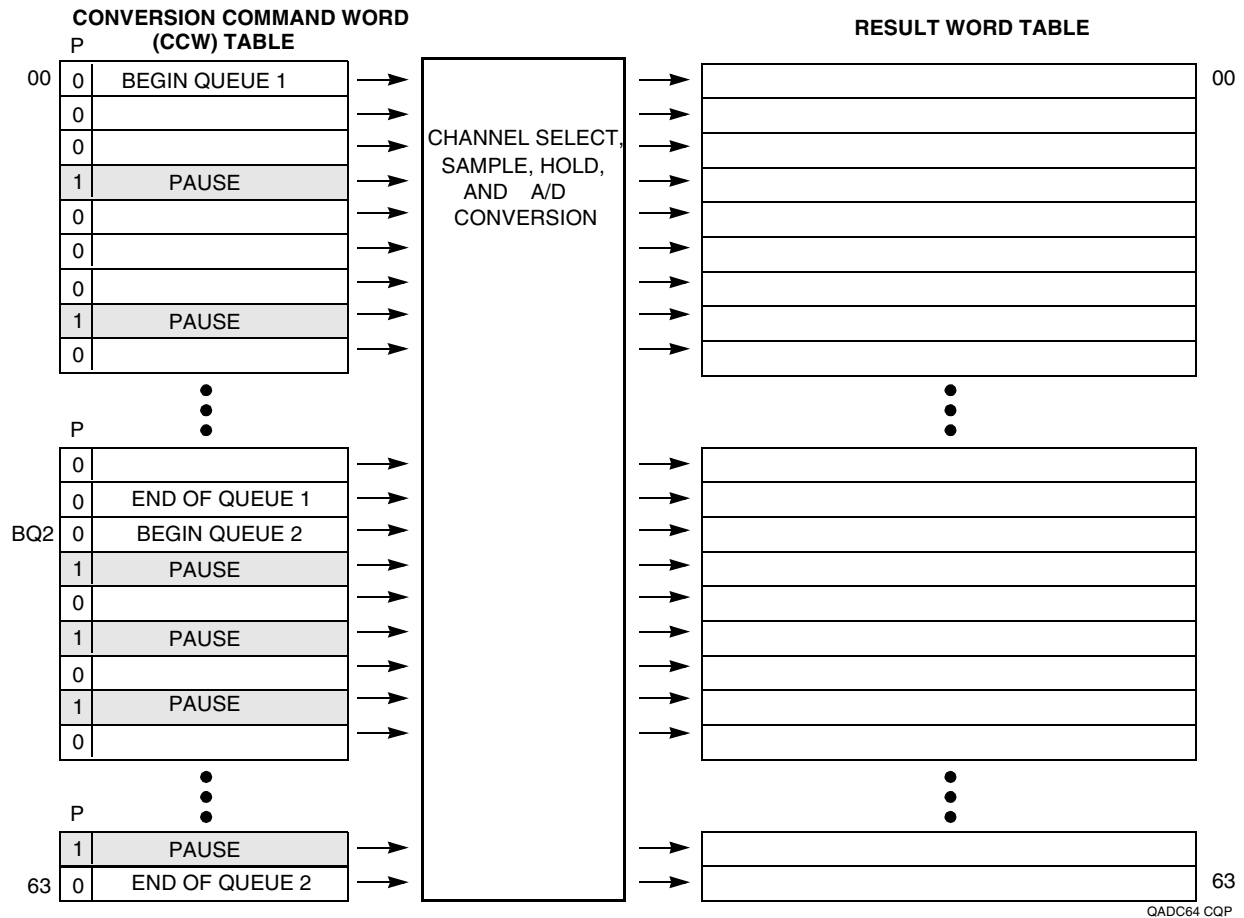 CONVERSION COMMAND WORD
(CCW) TABLE
RESULT WORD TABLE
P
00 0 BEGIN QUEUE 1 00
0
0
1 PAUSE
0
0
0
1 PAUSE
0
CHANNEL SELECT,
SAMPLE, HOLD,
AND A/D
CONVERSION
P
0
0 END OF QUEUE 1
BQ2 0 BEGIN QUEUE 2
1 PAUSE
0
1 PAUSE
0
1 PAUSE
0
P
1 PAUSE
63 0 END OF QUEUE 2 63
QADC64 CQP